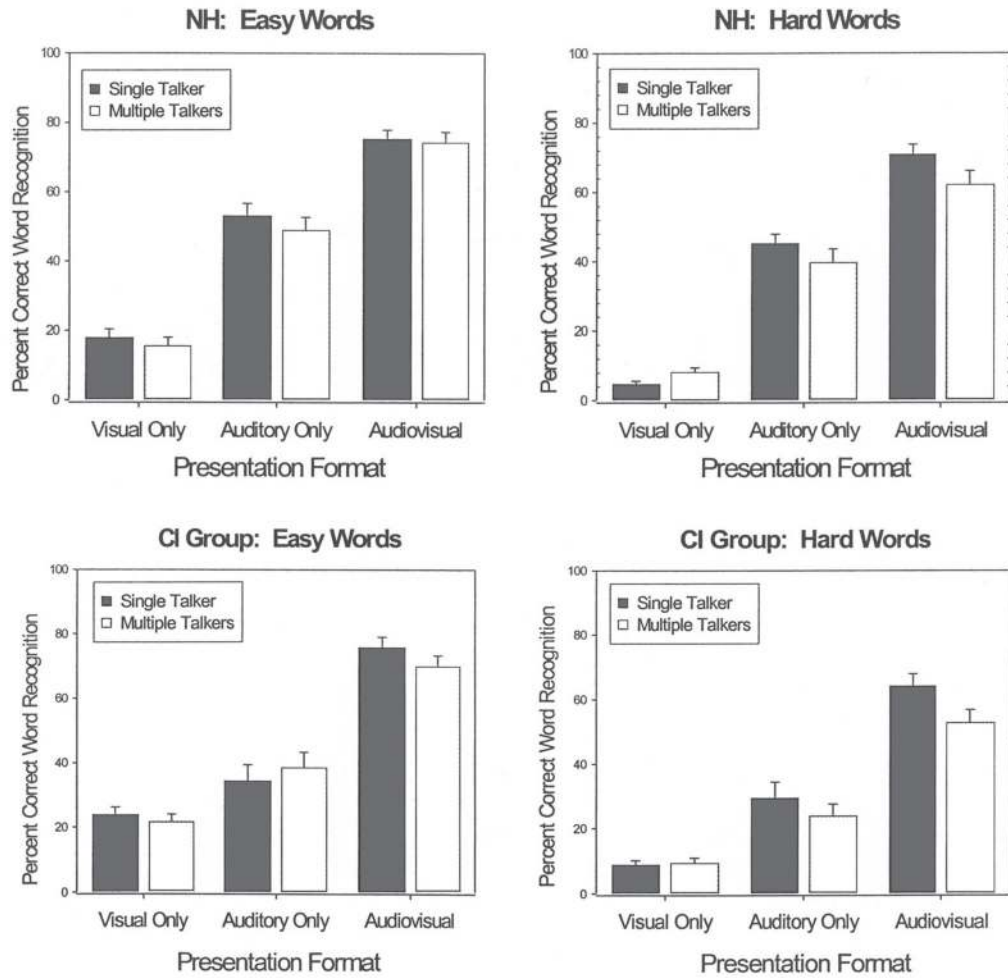 NH: Easy Words
Percent Correct Word Recognition
100
80
60
40
20
0
Single Talker
Multiple Talkers
Visual Only Auditory Only Audiovisual
Presentation Format
NH: Hard Words
Percent Correct Word Recognition
100
80
60
40
20
0
Single Talker
Multiple Talkers
Visual Only Auditory Only Audiovisual
Presentation Format
CI Group: Easy Words
Percent Correct Word Recognition
100
80
60
40
20
0
Single Talker
Multiple Talkers
Visual Only Auditory Only Audiovisual
Presentation Format
CI Group: Hard Words
Percent Correct Word Recognition
100
80
60
40
20
0
Single Talker
Multiple Talkers
Visual Only Auditory Only Audiovisual
Presentation Format